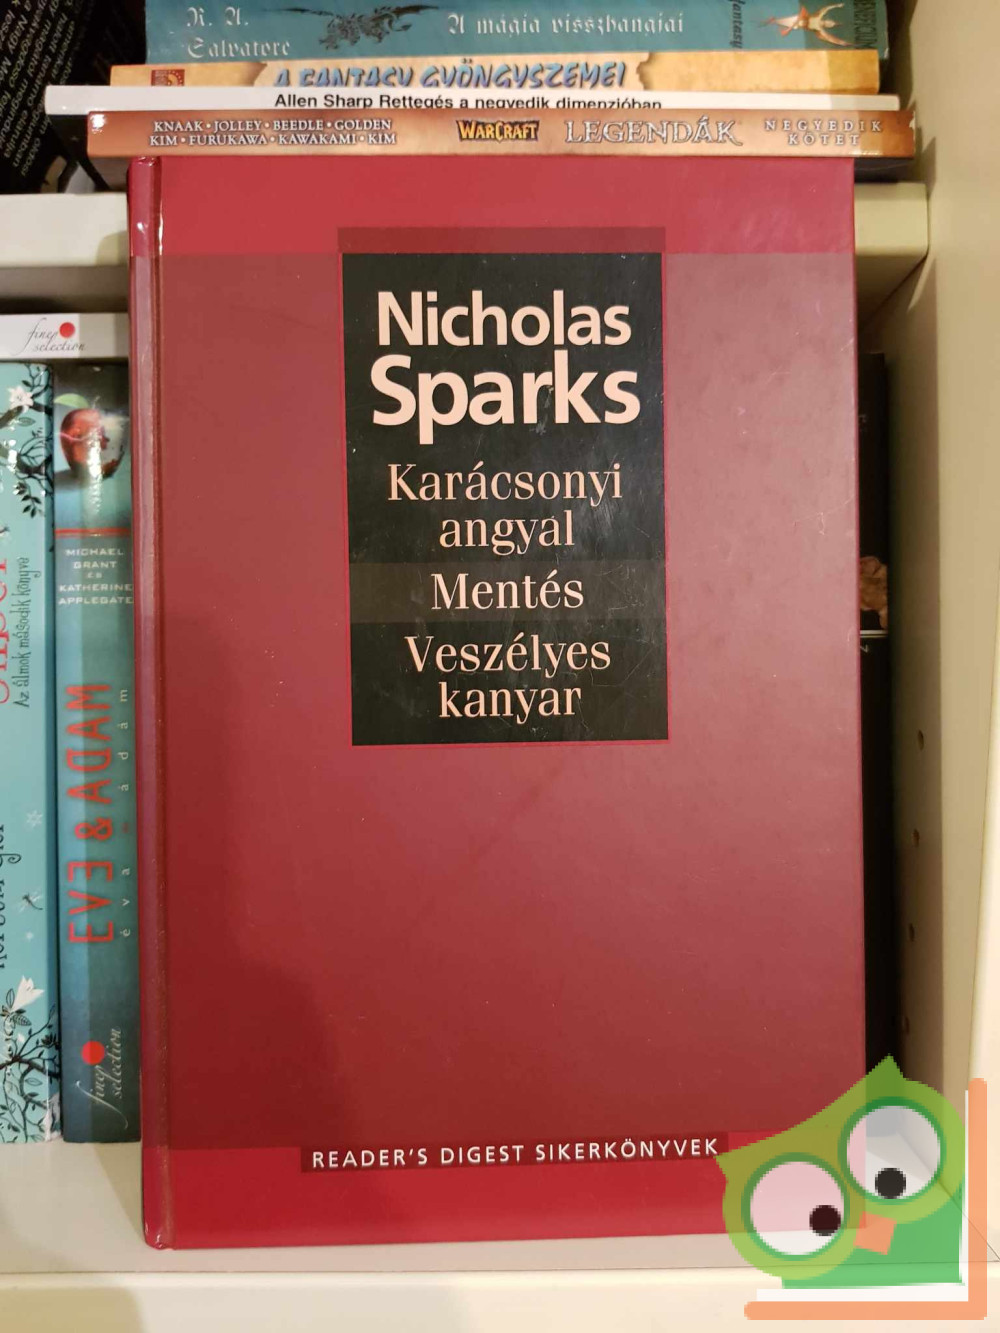 R. A.
Salvatore
A mágia visszhangjai
fantasy
A FANTASY GYÖNGYSZEMEI
Allen Sharp Rettegés a negyedik dimenzióban
KNAAK • JOLLEY • BEEDLE • GOLDEN
KIM • FURUKAWA • KAWAKAMI • KIM
WARCRAFT
LEGENDÁK
NEGYEDIK
KÖTET
Nicholas
Sparks
Karácsonyi
angyal
Mentés
Veszélyes
kanyar
READER'S DIGEST SIKERKÖNYVEK
fine
selection
Az álmok második könyve
MICHAEL
GRANT
ÉS
KATHERINE
APPLEGATE
EVE & ADAM
éva ádám
fine
selection